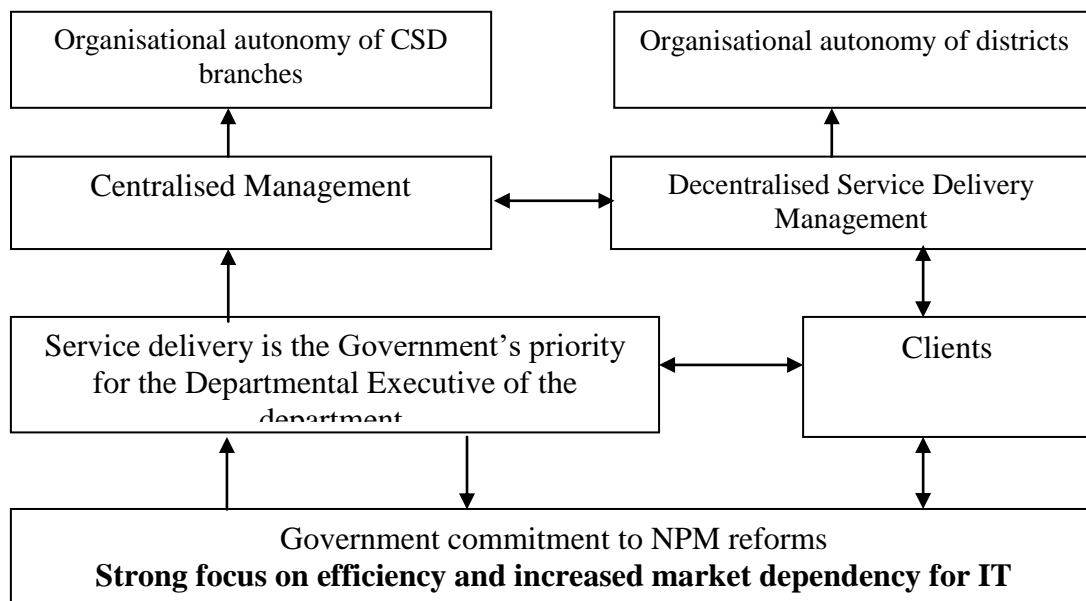 Organisational autonomy of CSD
branches
Organisational autonomy of districts
Centralised Management
Decentralised Service Delivery
Management
Service delivery is the Government’s priority
for the Departmental Executive of the
department
Clients
Government commitment to NPM reforms
Strong focus on efficiency and increased market dependency for IT